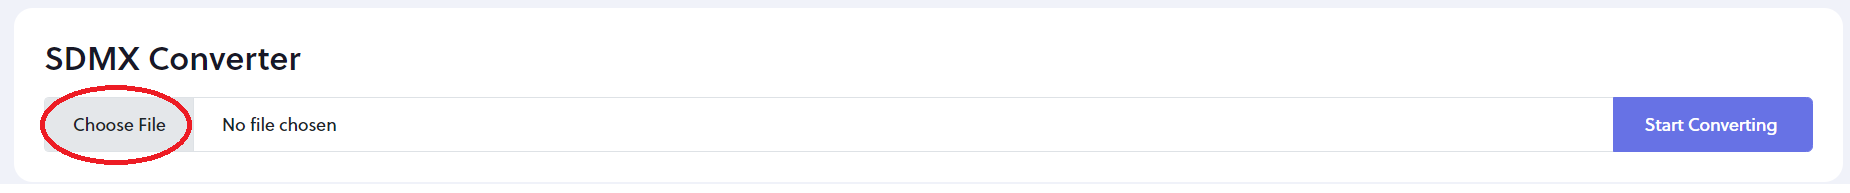 SDMX Converter
Choose File No file chosen Start Converting